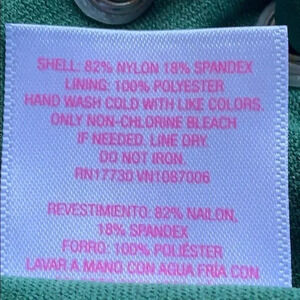 SHELL: 82% NYLON 18% SPANDEX
LINING: 100% POLYESTER
HAND WASH COLD WITH LIKE COLORS.
ONLY NON-CHLORINE BLEACH
IF NEEDED. LINE DRY.
DO NOT IRON.
RN17730 VN1087006
REVESTIMIENTO: 82% NAILON,
18% SPANDEX
FORRO: 100% POLIÉSTER
LAVAR A MANO CON AGUA FRÍA CON